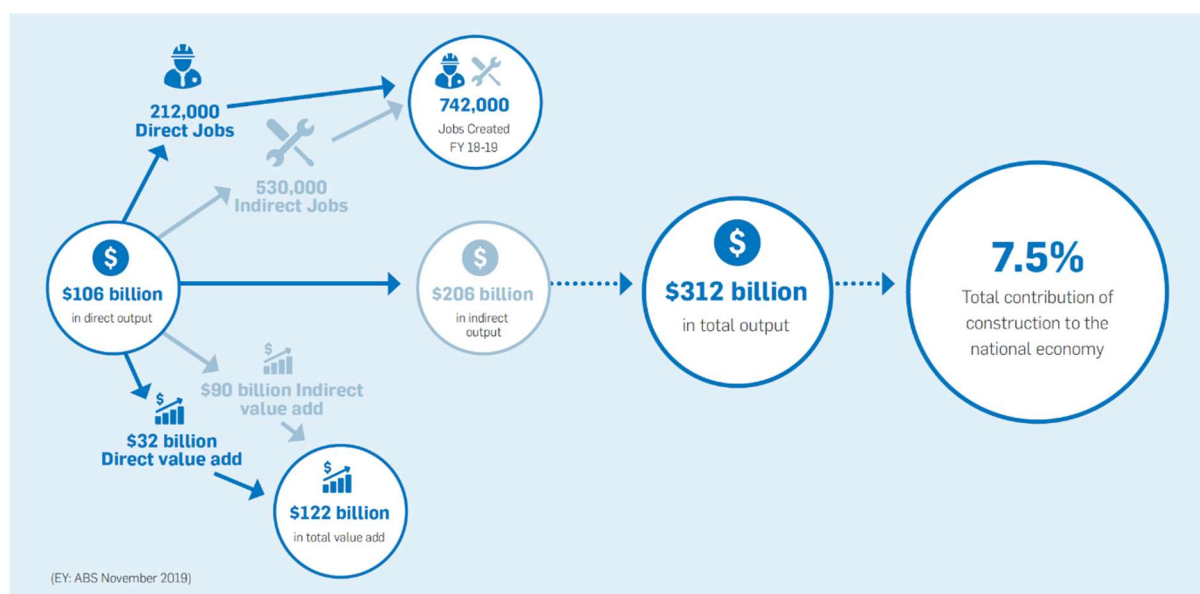 212,000
Direct Jobs
530,000
Indirect Jobs
742,000
Jobs Created
FY 18-19
$
$106 billion
in direct output
$
$206 billion
in indirect
output
$
$312 billion
in total output
7.5%
Total contribution of
construction to the
national economy
$
$90 billion Indirect
value add
$
$32 billion
Direct value add
$
$122 billion
in total value add
(EY: ABS November 2019)